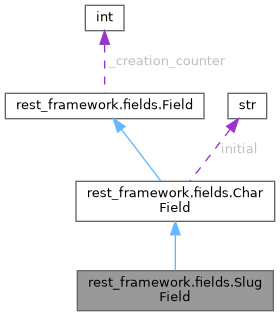 int
_creation_counter
rest_framework.fields.Field
str
initial
rest_framework.fields.Char
Field
rest_framework.fields.Slug
Field